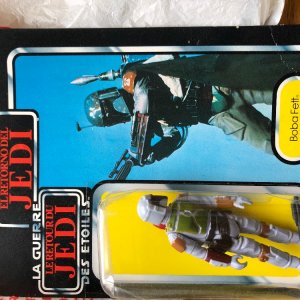 EL RETORNO DEL
JEDI
LA GUERRE
LE RETOUR DU
JEDI
DES ETOILES
Boba Fett